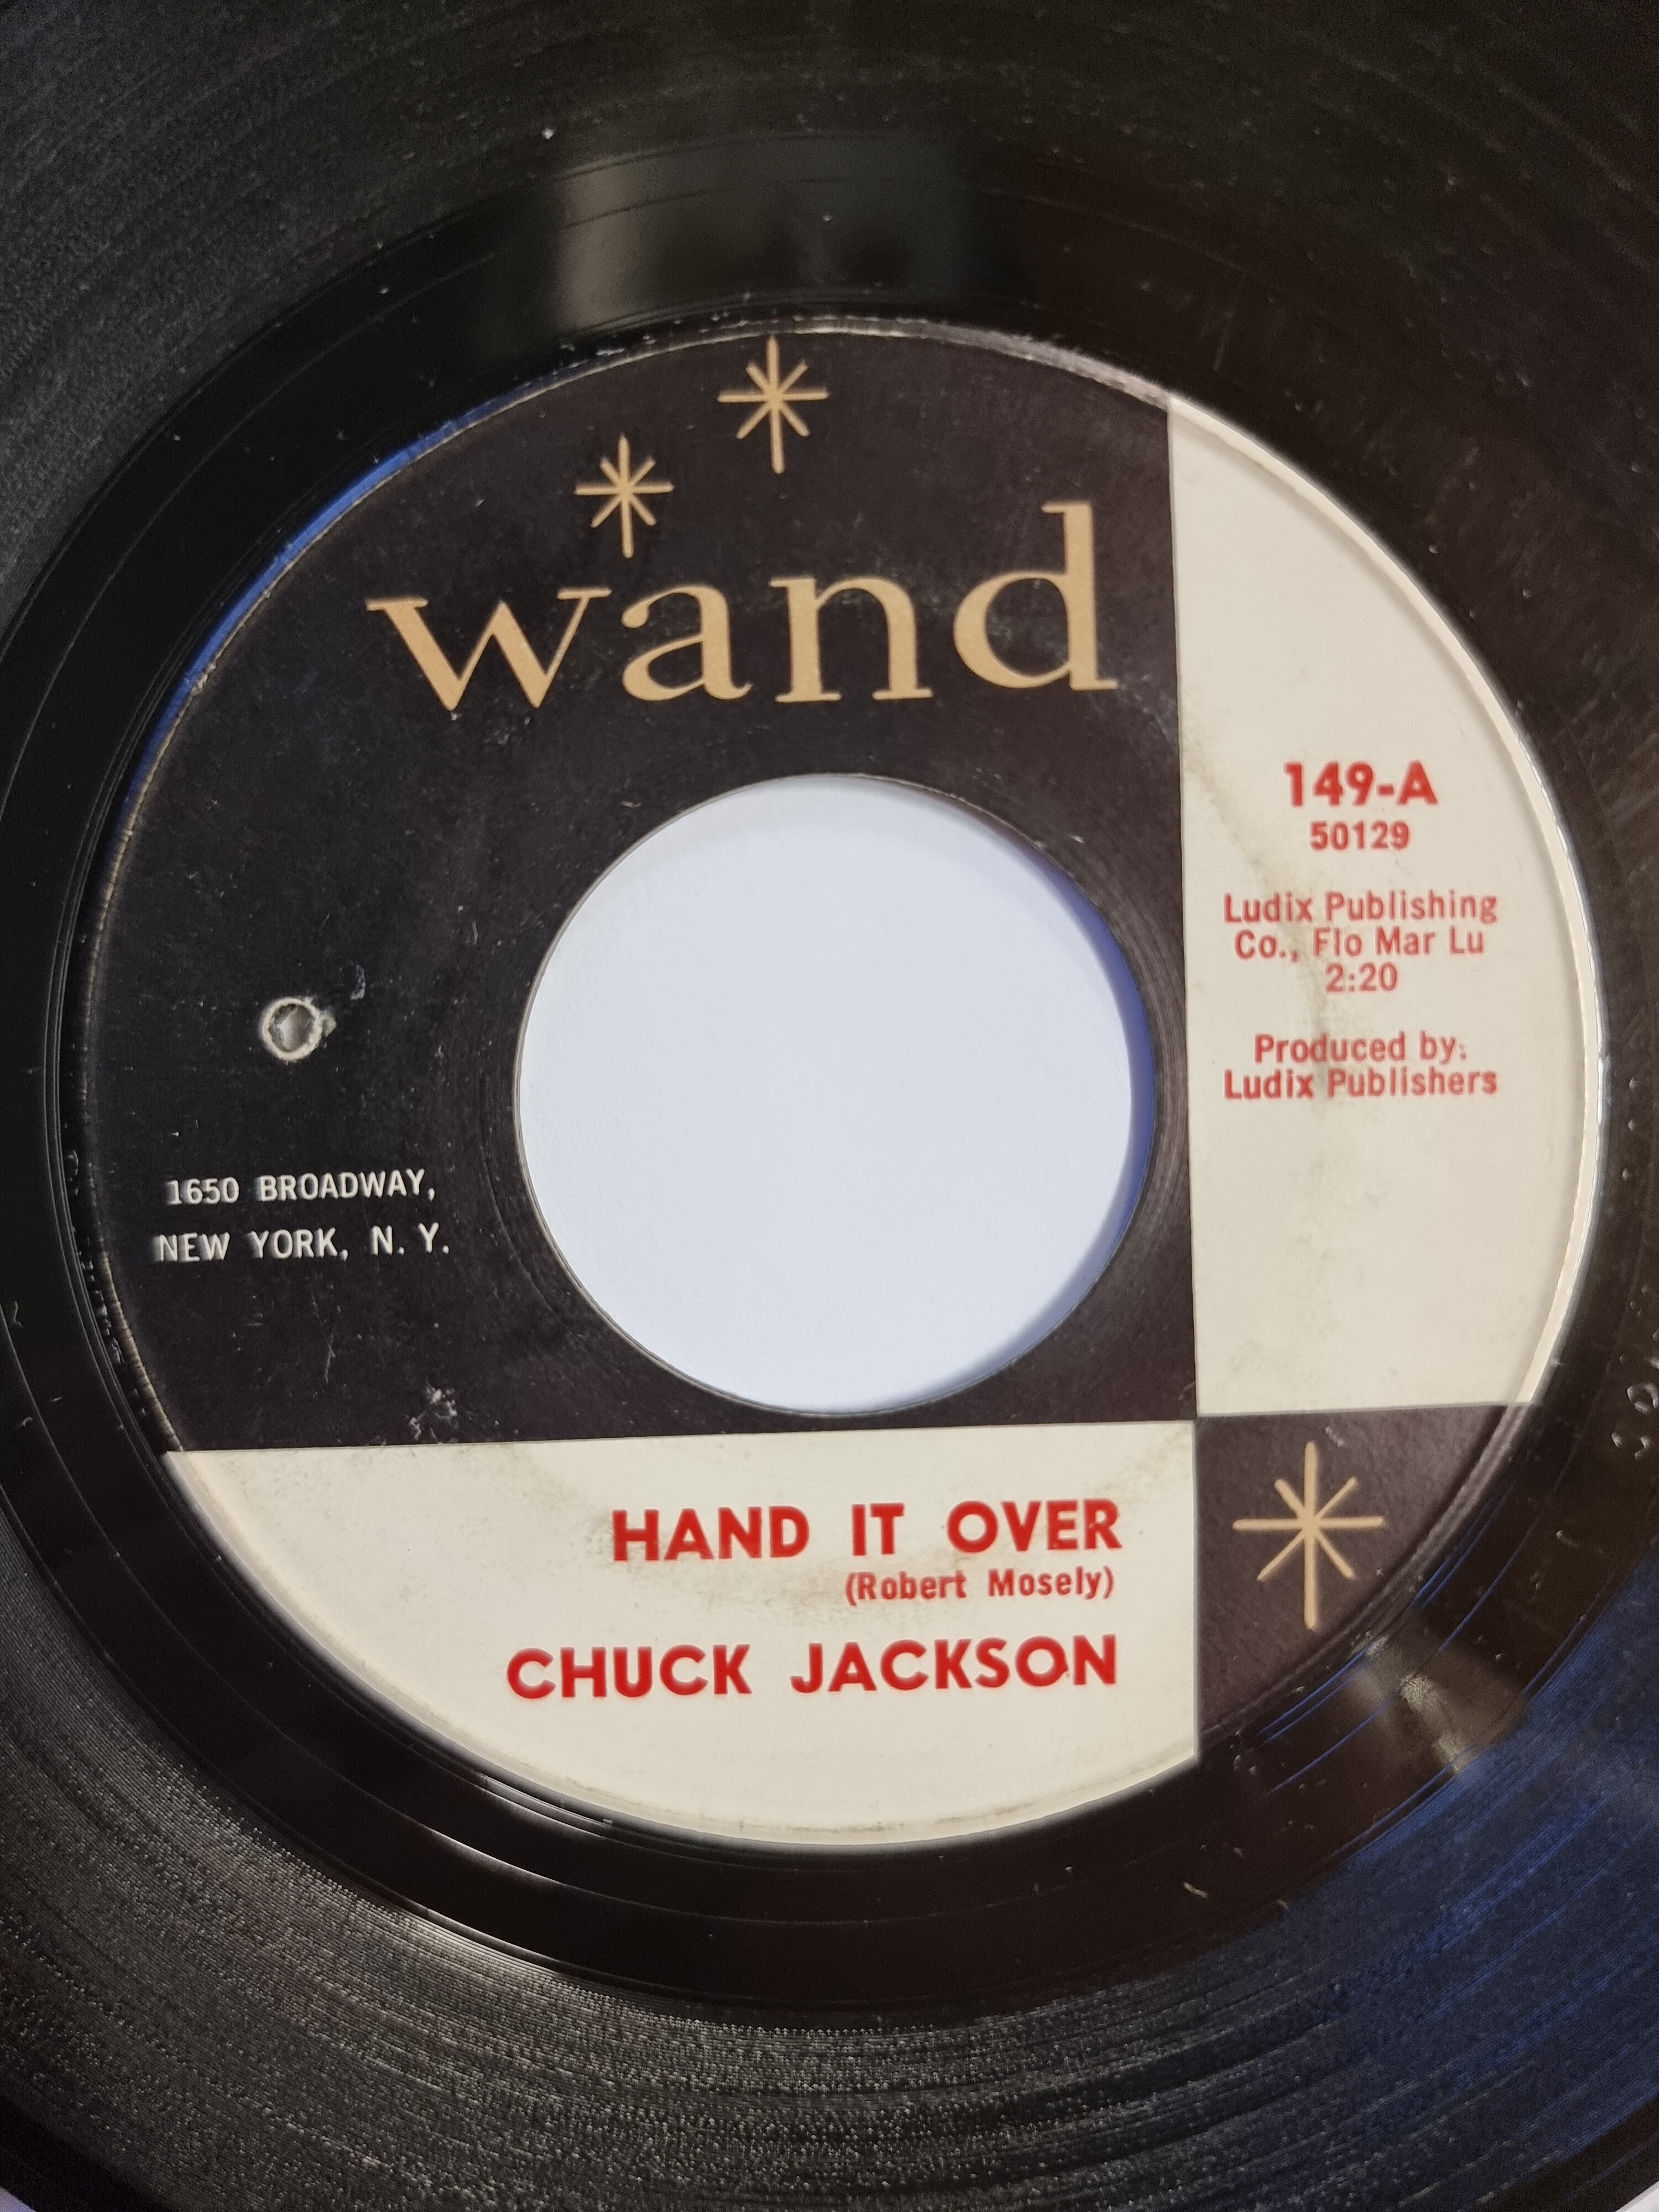 wand
149-A
50129
Ludix Publishing
Co., Flo Mar Lu
2:20
Produced by:
Ludix Publishers
1650 BROADWAY,
NEW YORK, N. Y.
HAND IT OVER
(Robert Mosely)
CHUCK JACKSON